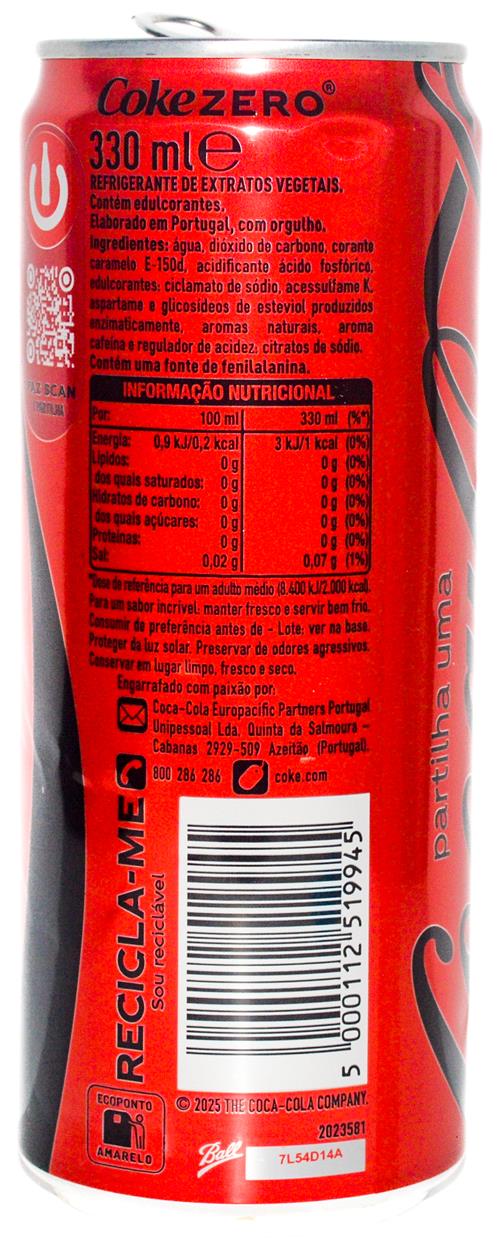 Coke ZERO®
330 ml e
REFRIGERANTE DE EXTRATOS VEGETAIS.
Contém edulcorantes.
Elaborado em Portugal, com orgulho.
Ingredientes: água, dióxido de carbono, corante
caramelo E-150d, acidificante ácido fosfórico,
edulcorantes: ciclamato de sódio, acessulfame K,
aspartame e glicosídeos de esteviol produzidos
enzimaticamente, aromas naturais, aroma
cafeína e regulador de acidez: citratos de sódio.
Contém uma fonte de fenilalanina.
INFORMAÇÃO NUTRICIONAL
Por: 100 ml 330 ml (%*)
Energia: 0,9 kJ/0,2 kcal 3 kJ/1 kcal (0%)
Lípidos: 0 g 0 g (0%)
dos quais saturados: 0 g 0 g (0%)
Hidratos de carbono: 0 g 0 g (0%)
dos quais açúcares: 0 g 0 g (0%)
Proteínas: 0 g 0 g (0%)
Sal: 0,02 g 0,07 g (1%)
*Dose de referência para um adulto médio (8.400 kJ/2.000 kcal).
Para um sabor incrível, manter fresco e servir bem frio.
Consumir de preferência antes de - Lote: ver na base.
Proteger da luz solar. Preservar de odores agressivos.
Conservar em lugar limpo, fresco e seco.
Engarrafado com paixão por:
Coca-Cola Europacific Partners Portugal
Unipessoal Lda. Quinta da Salmoura -
Cabanas 2929-509 Azeitão (Portugal).
800 286 286 coke.com
RECICLA-ME
Sou reciclável
5 000112 519945
ECOPONTO
AMARELO
© 2025 THE COCA-COLA COMPANY.
2023581
Ball
7L54D14A
FAZ SCAN
E PARTILHA
partilha uma